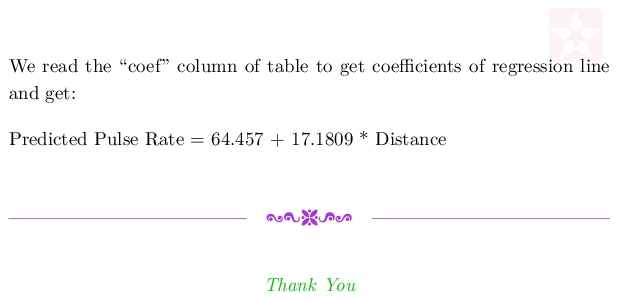 We read the “coef” column of table to get coefficients of regression line
and get:
Predicted Pulse Rate = 64.457 + 17.1809 * Distance
Thank You